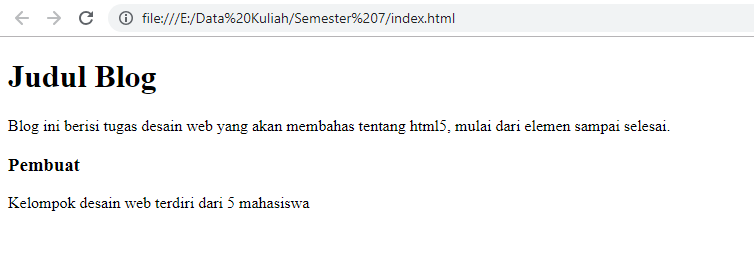 file:///E:/Data%20Kuliah/Semester%207/index.html
Judul Blog
Blog ini berisi tugas desain web yang akan membahas tentang html5, mulai dari elemen sampai selesai.
Pembuat
Kelompok desain web terdiri dari 5 mahasiswa